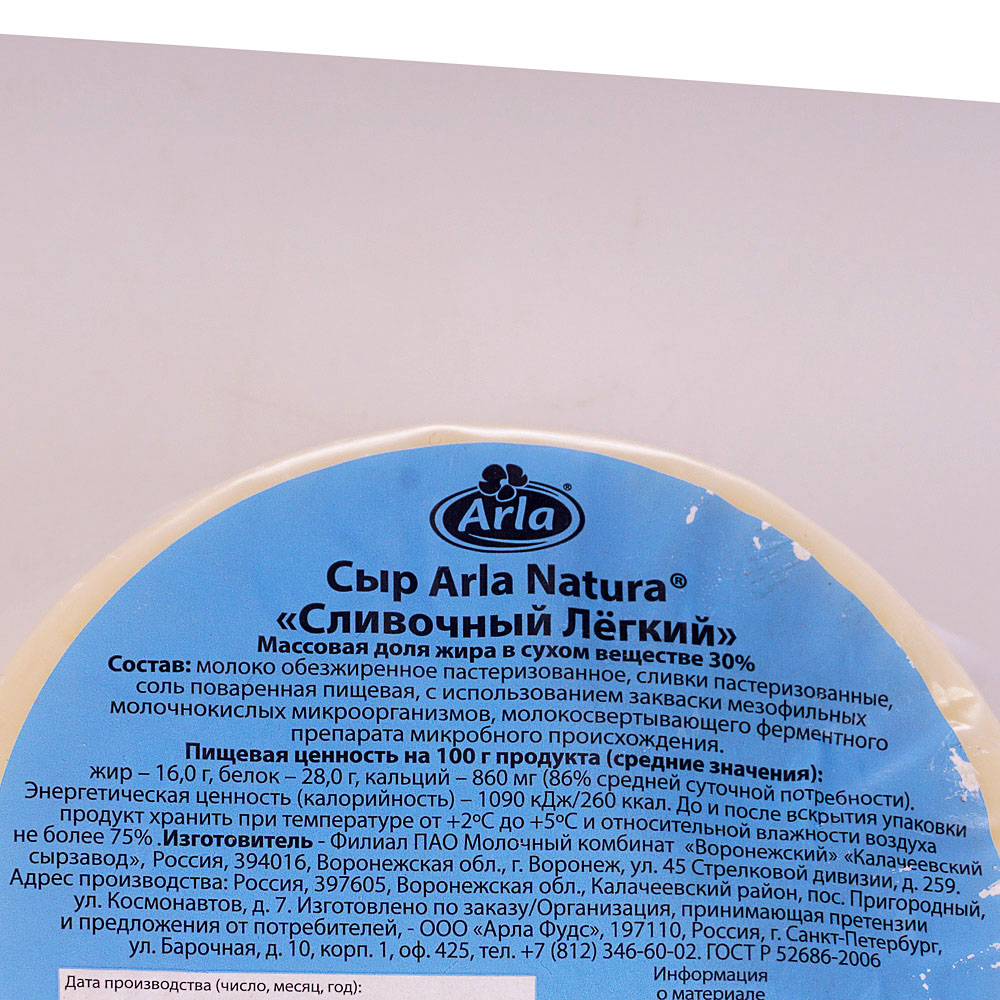 Arla®
Сыр Arla Natura®
«Сливочный Лёгкий»
Массовая доля жира в сухом веществе 30%
Состав: молоко обезжиренное пастеризованное, сливки пастеризованные,
соль поваренная пищевая, с использованием закваски мезофильных
молочнокислых микроорганизмов, молокосвертывающего ферментного
препарата микробного происхождения.
Пищевая ценность на 100 г продукта (средние значения):
жир – 16,0 г, белок – 28,0 г, кальций – 860 мг (86% средней суточной потребности).
Энергетическая ценность (калорийность) – 1090 кДж/260 ккал. До и после вскрытия упаковки
продукт хранить при температуре от +2ºС до +5ºС и относительной влажности воздуха
не более 75% .Изготовитель - Филиал ПАО Молочный комбинат «Воронежский» «Калачеевский
сырзавод», Россия, 394016, Воронежская обл., г. Воронеж, ул. 45 Стрелковой дивизии, д. 259.
Адрес производства: Россия, 397605, Воронежская обл., Калачеевский район, пос. Пригородный,
ул. Космонавтов, д. 7. Изготовлено по заказу/Организация, принимающая претензии
и предложения от потребителей, - ООО «Арла Фудс», 197110, Россия, г. Санкт-Петербург,
ул. Барочная, д. 10, корп. 1, оф. 425, тел. +7 (812) 346-60-02. ГОСТ Р 52686-2006
Дата производства (число, месяц, год):
Информация
о материале